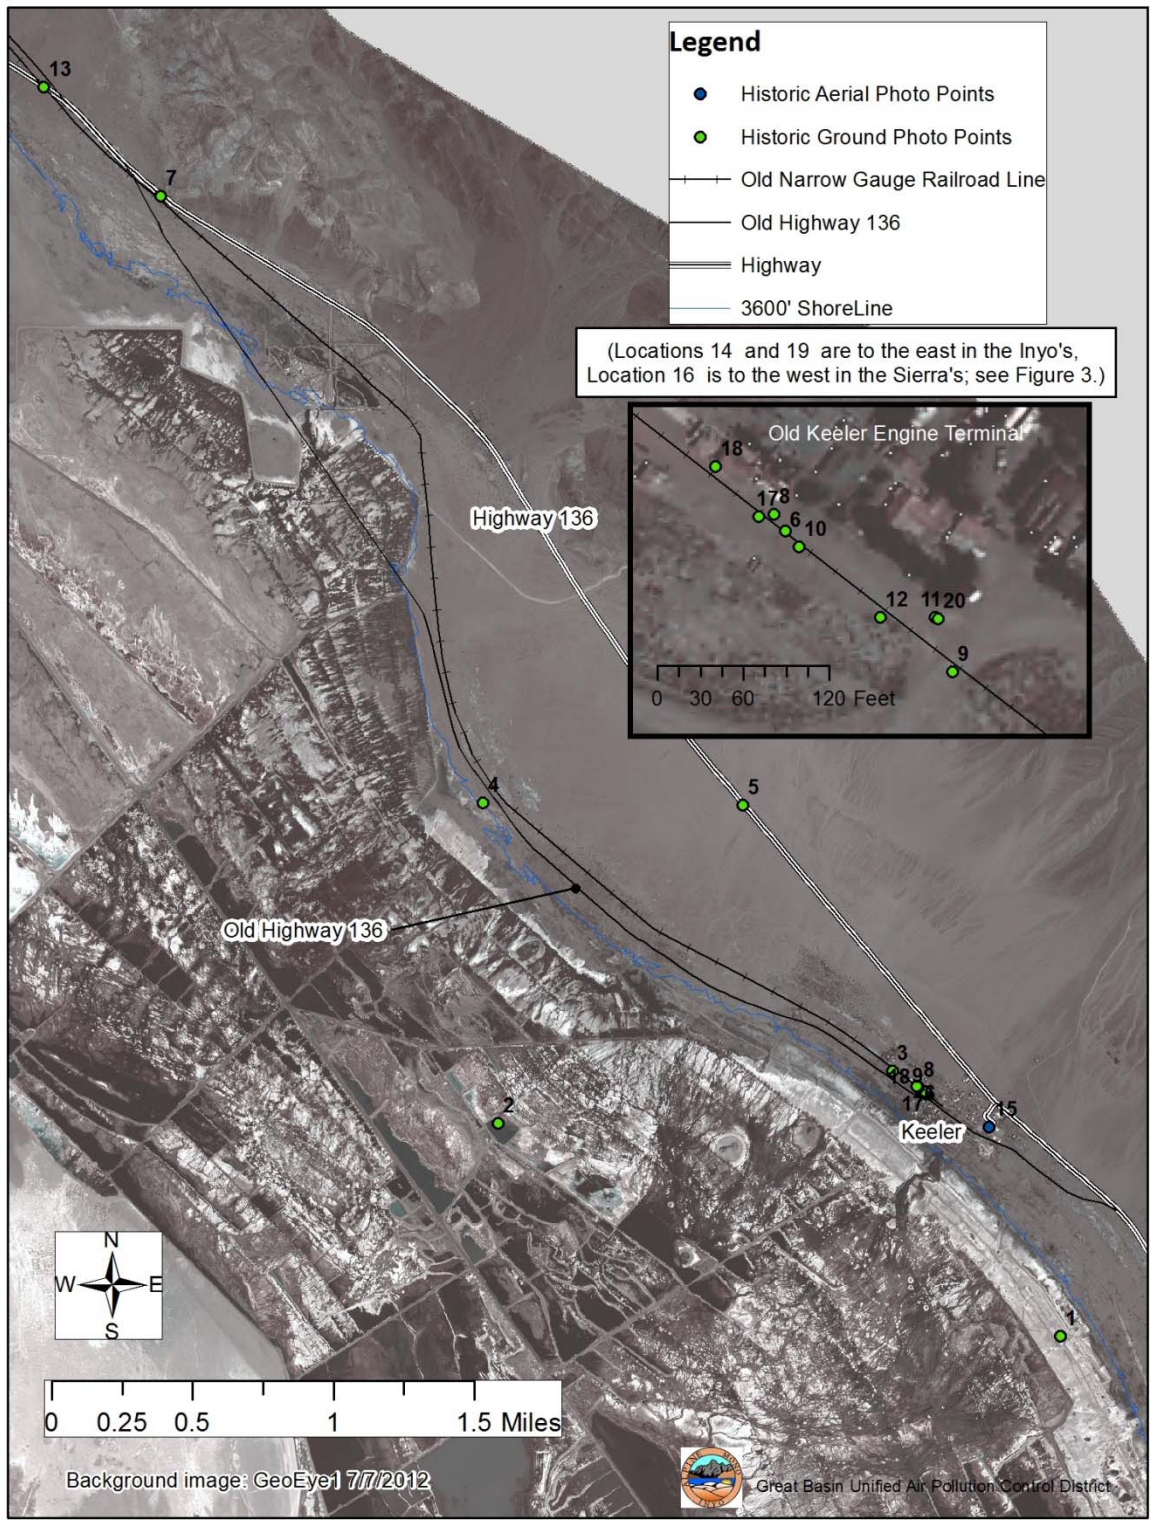 Legend
Historic Aerial Photo Points
Historic Ground Photo Points
Old Narrow Gauge Railroad Line
Old Highway 136
Highway
3600' ShoreLine
(Locations 14 and 19 are to the east in the Inyo's,
Location 16 is to the west in the Sierra's; see Figure 3.)
13
7
Old Keeler Engine Terminal
18
17 8
6
10
12
11 20
9
0 30 60 120 Feet
Highway 136
4
5
Old Highway 136
3
18 9 8
6
17
15
Keeler
2
1
N
W E
S
0 0.25 0.5 1 1.5 Miles
Background image: GeoEye1 7/7/2012
INYO
Great Basin Unified Air Pollution Control District